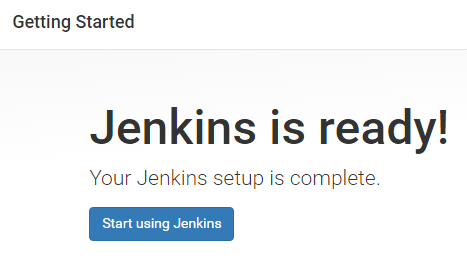 Getting Started
Jenkins is ready!
Your Jenkins setup is complete.
Start using Jenkins